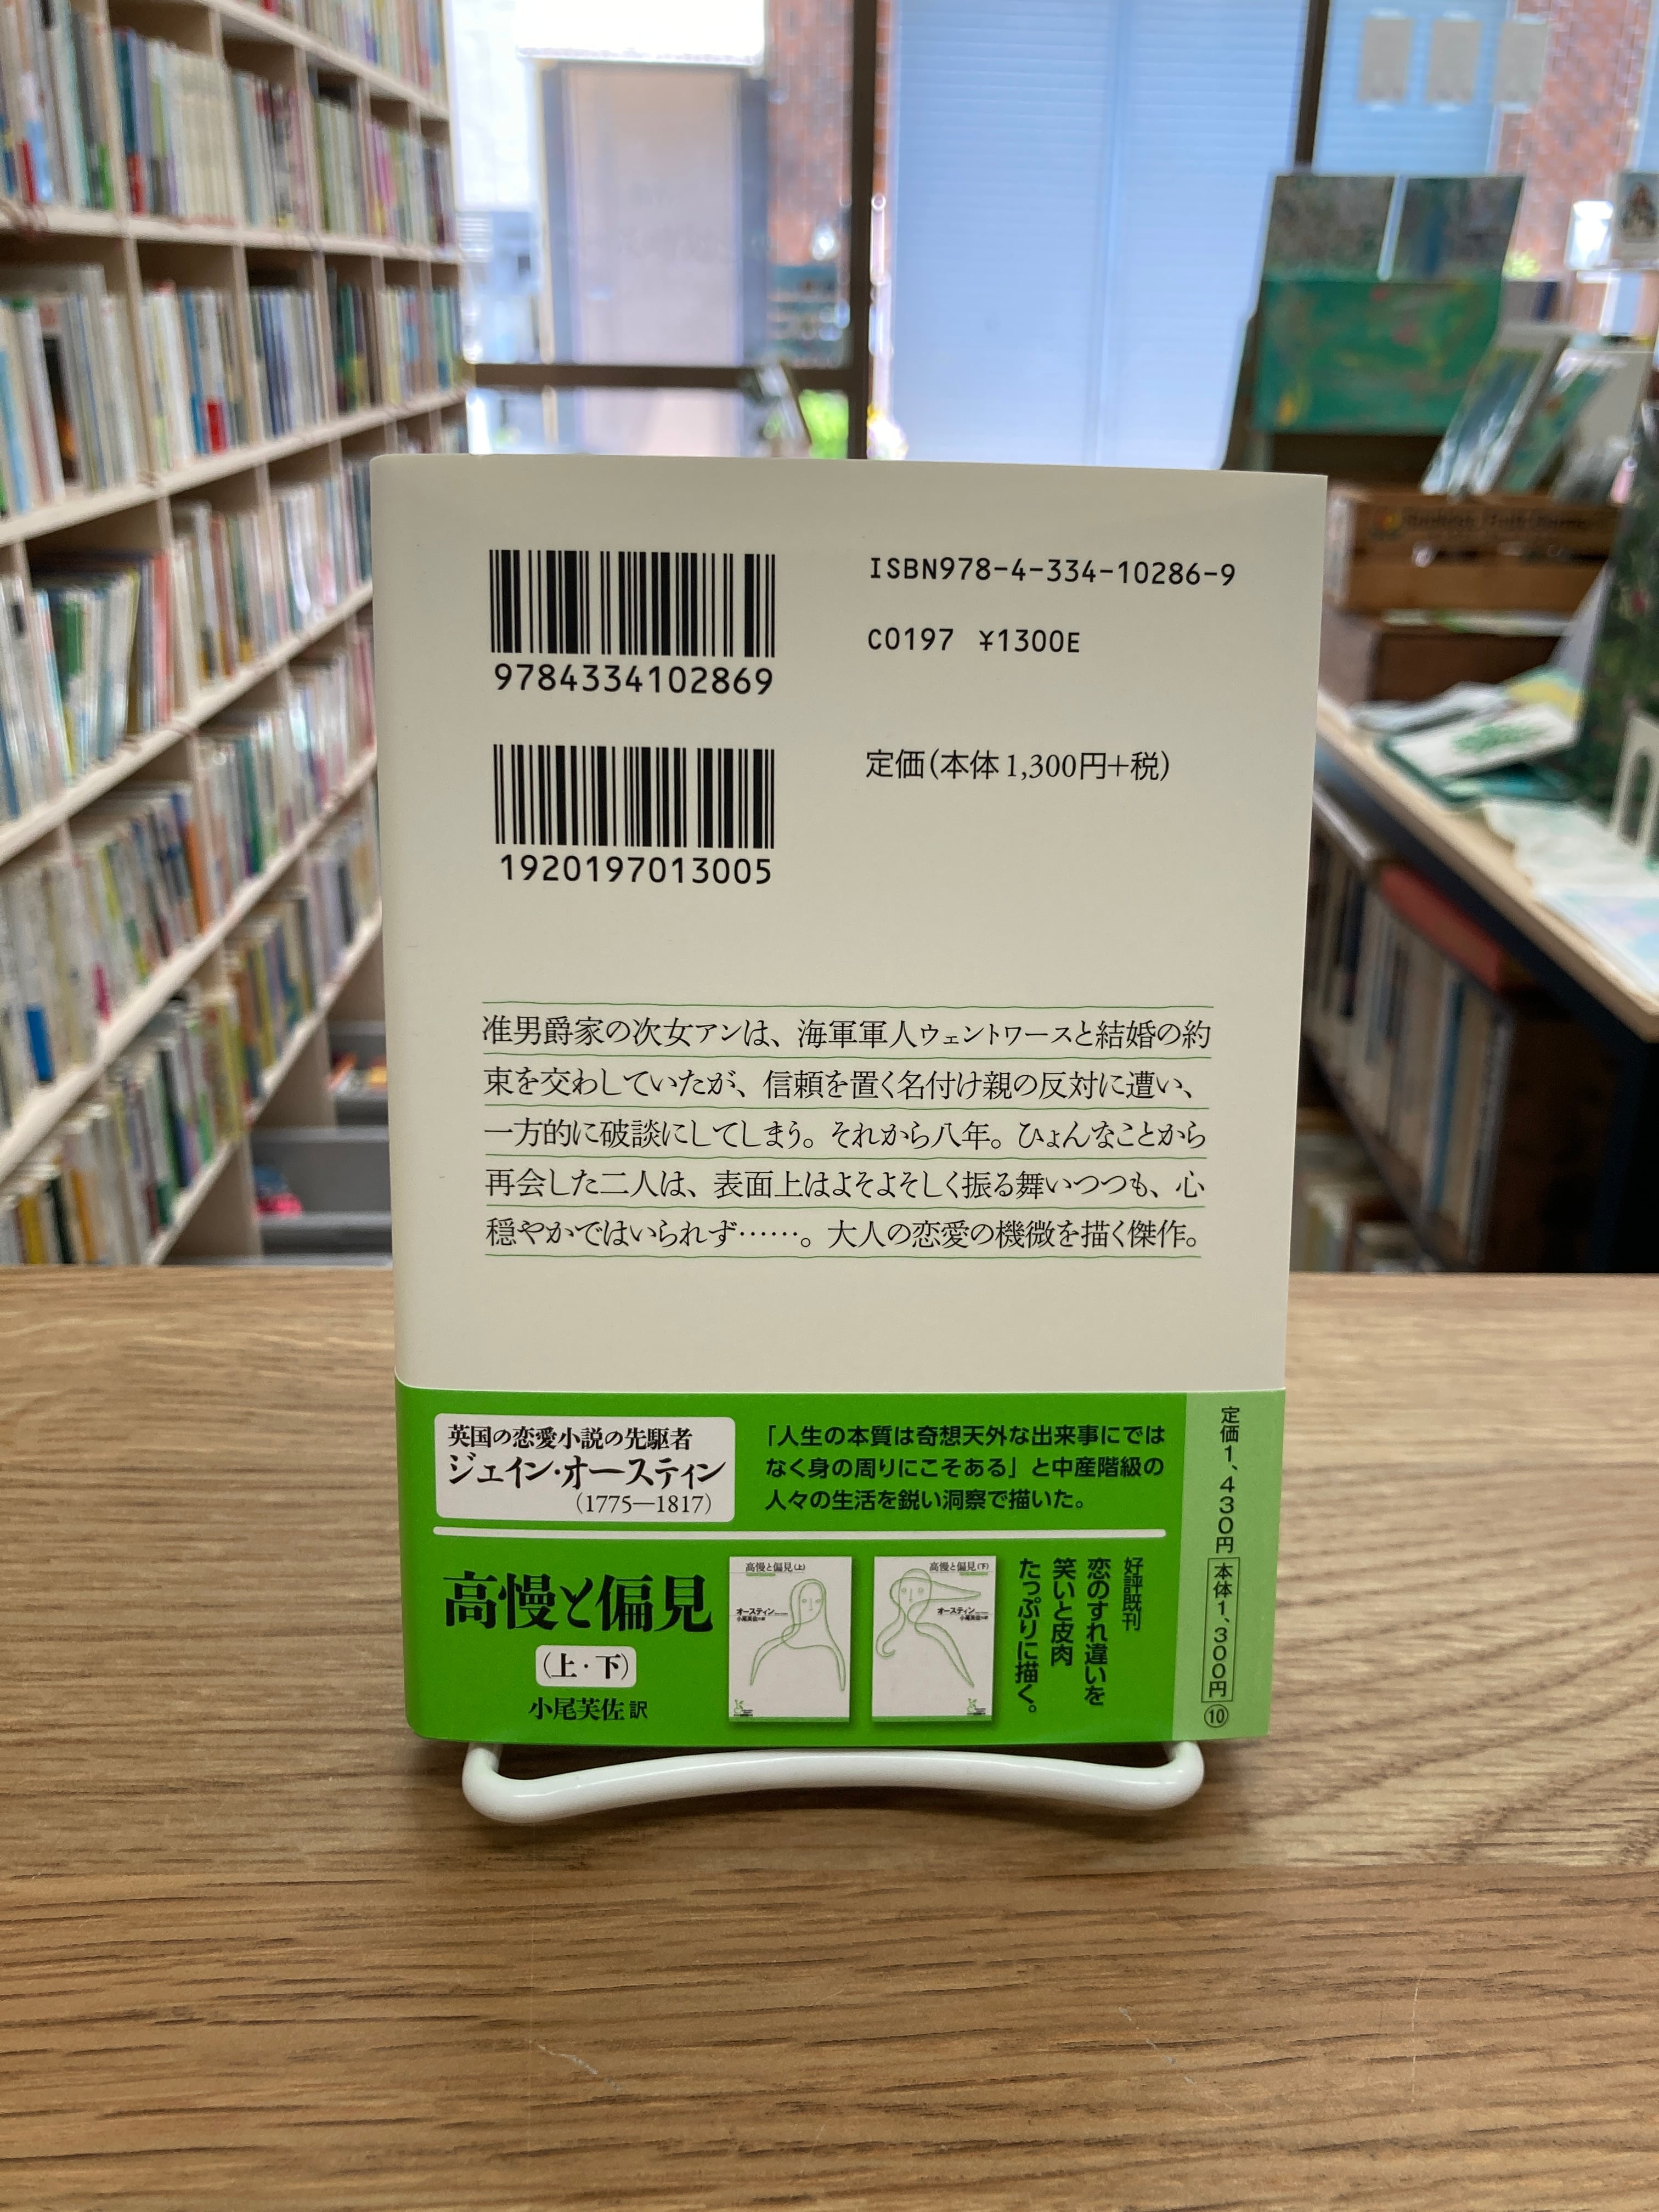 9784334102869
1920197013005
ISBN978-4-334-10286-9
C0197 ¥1300E
定価(本体1,300円+税)
准男爵家の次女アンは、海軍軍人ウェントワースと結婚の約
束を交わしていたが、信頼を置く名付け親の反対に遭い、
一方的に破談にしてしまう。それから八年。ひょんなことから
再会した二人は、表面上はよそよそしく振る舞いつつも、心
穏やかではいられず……。大人の恋愛の機微を描く傑作。
英国の恋愛小説の先駆者
ジェイン・オースティン
(1775—1817)
「人生の本質は奇想天外な出来事にでは
なく身の周りにこそある」と中産階級の
人々の生活を鋭い洞察で描いた。
高慢と偏見
(上・下)
小尾芙佐 訳
高慢と偏見(上)
オースティン
小尾芙佐・訳
高慢と偏見(下)
オースティン
小尾芙佐・訳
好評既刊
恋のすれ違いを
笑いと皮肉
たっぷりに描く。
定価1、430円 本体1、300円 ⑩